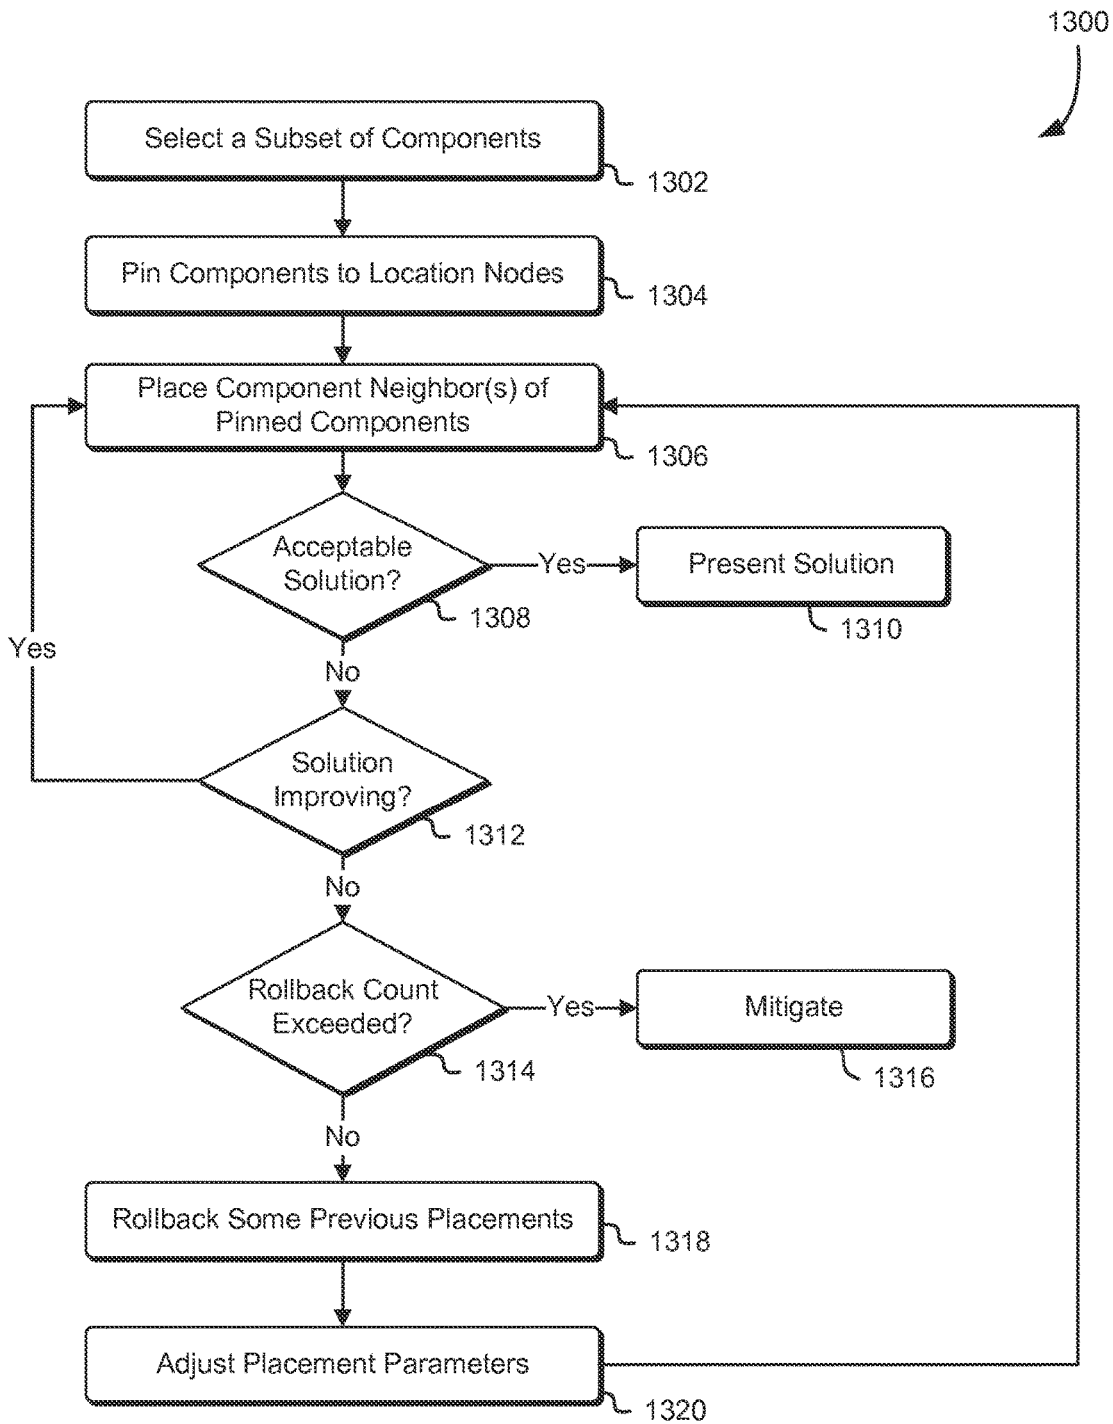 1300
Select a Subset of Components
1302
Pin Components to Location Nodes
1304
Place Component Neighbor(s) of
Pinned Components
1306
Acceptable
Solution?
1308
Yes
Present Solution
1310
Yes
No
Solution
Improving?
1312
No
Rollback Count
Exceeded?
1314
Yes
Mitigate
1316
No
Rollback Some Previous Placements
1318
Adjust Placement Parameters
1320